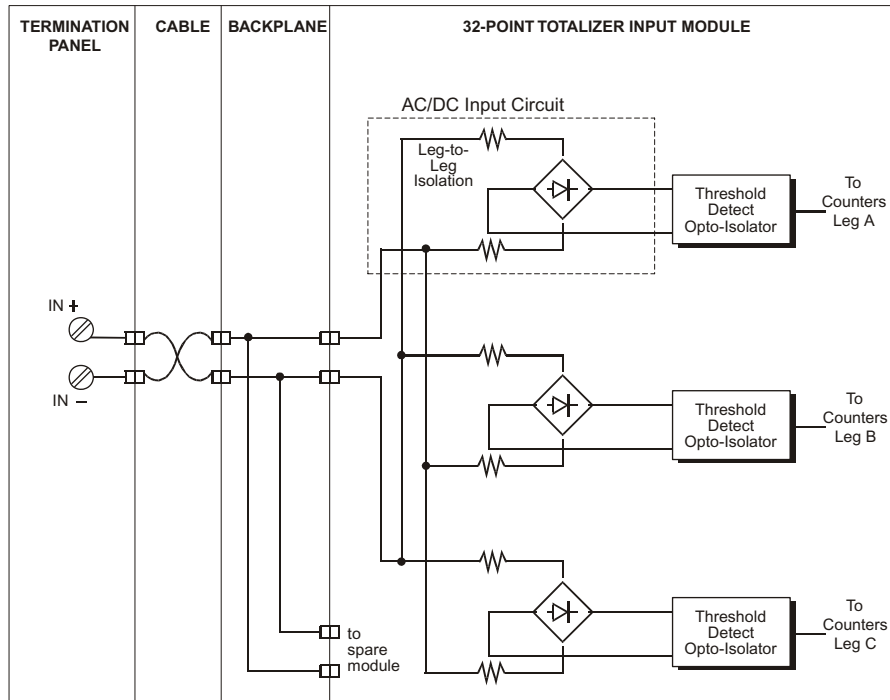 TERMINATION
PANEL
CABLE
BACKPLANE
32-POINT TOTALIZER INPUT MODULE
AC/DC Input Circuit
Leg-to-
Leg
Isolation
Threshold
Detect
Opto-Isolator
To
Counters
Leg A
IN +
IN –
Threshold
Detect
Opto-Isolator
To
Counters
Leg B
to
spare
module
Threshold
Detect
Opto-Isolator
To
Counters
Leg C